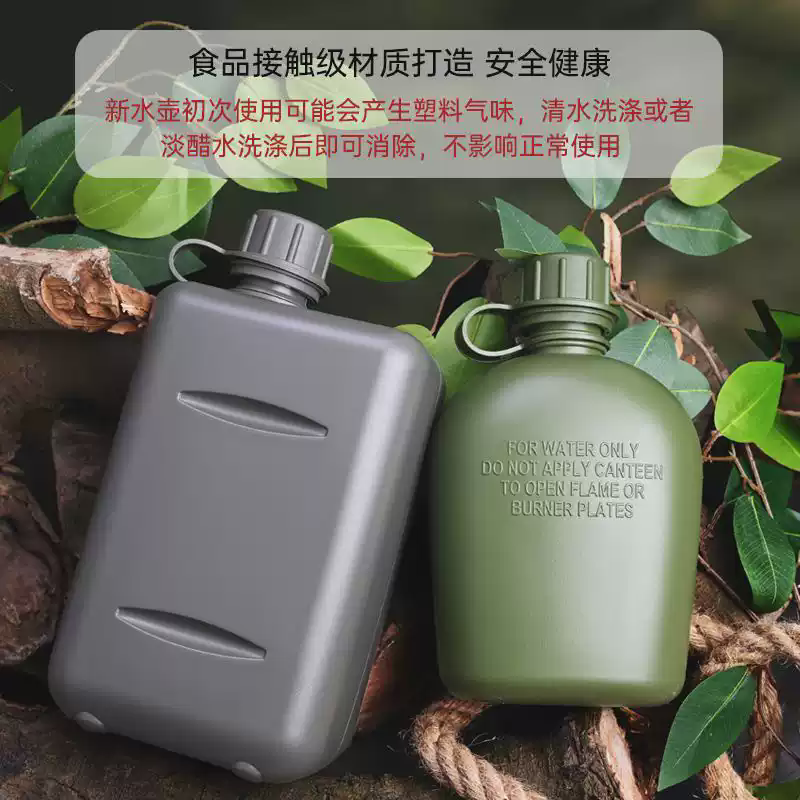 食品接触级材质打造 安全健康
新水壶初次使用可能会产生塑料气味，清水洗涤或者
淡醋水洗涤后即可消除，不影响正常使用
FOR WATER ONLY
DO NOT APPLY CANTEEN
TO OPEN FLAME OR
BURNER PLATES